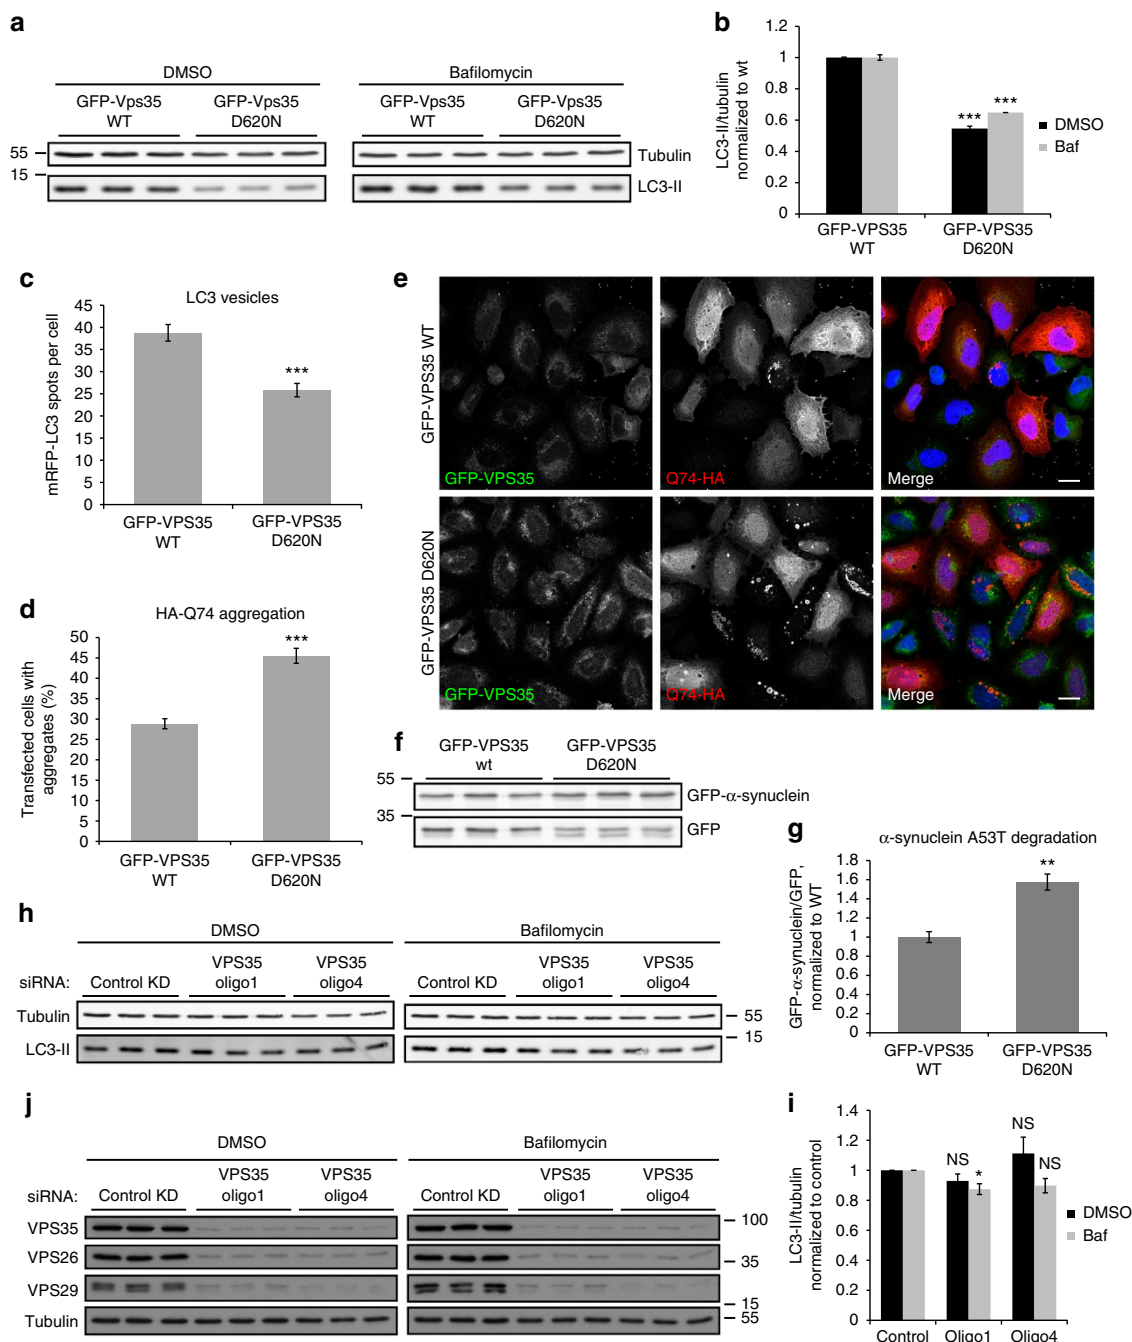 a
DMSO
Bafilomycin
GFP-Vps35
WT
GFP-Vps35
D620N
GFP-Vps35
WT
GFP-Vps35
D620N
55
15
Tubulin
LC3-II
b
LC3-II/tubulin
normalized to wt
1.2
1
0.8
0.6
0.4
0.2
0
***
***
DMSO
Baf
GFP-VPS35
WT
GFP-VPS35
D620N
c
LC3 vesicles
mRFP-LC3 spots per cell
45
40
35
30
25
20
15
10
5
0
***
GFP-VPS35
WT
GFP-VPS35
D620N
d
HA-Q74 aggregation
Transfected cells with
aggregates (%)
50
45
40
35
30
25
20
15
10
5
0
***
GFP-VPS35
WT
GFP-VPS35
D620N
e
GFP-VPS35 WT
GFP-VPS35
Q74-HA
Merge
GFP-VPS35 D620N
GFP-VPS35
Q74-HA
Merge
f
GFP-VPS35
wt
GFP-VPS35
D620N
55
35
GFP-α-synuclein
GFP
g
α-synuclein A53T degradation
GFP-α-synuclein/GFP,
normalized to WT
1.8
1.6
1.4
1.2
1
0.8
0.6
0.4
0.2
0
**
GFP-VPS35
WT
GFP-VPS35
D620N
h
DMSO
Bafilomycin
siRNA:
Control KD
VPS35
oligo1
VPS35
oligo4
Control KD
VPS35
oligo1
VPS35
oligo4
Tubulin
LC3-II
55
15
j
DMSO
Bafilomycin
siRNA:
Control KD
VPS35
oligo1
VPS35
oligo4
Control KD
VPS35
oligo1
VPS35
oligo4
VPS35
VPS26
VPS29
Tubulin
100
35
15
55
i
LC3-II/tubulin
normalized to control
1.4
1.2
1
0.8
0.6
0.4
0.2
0
NS
*
NS
NS
DMSO
Baf
Control
Oligo1
Oligo4